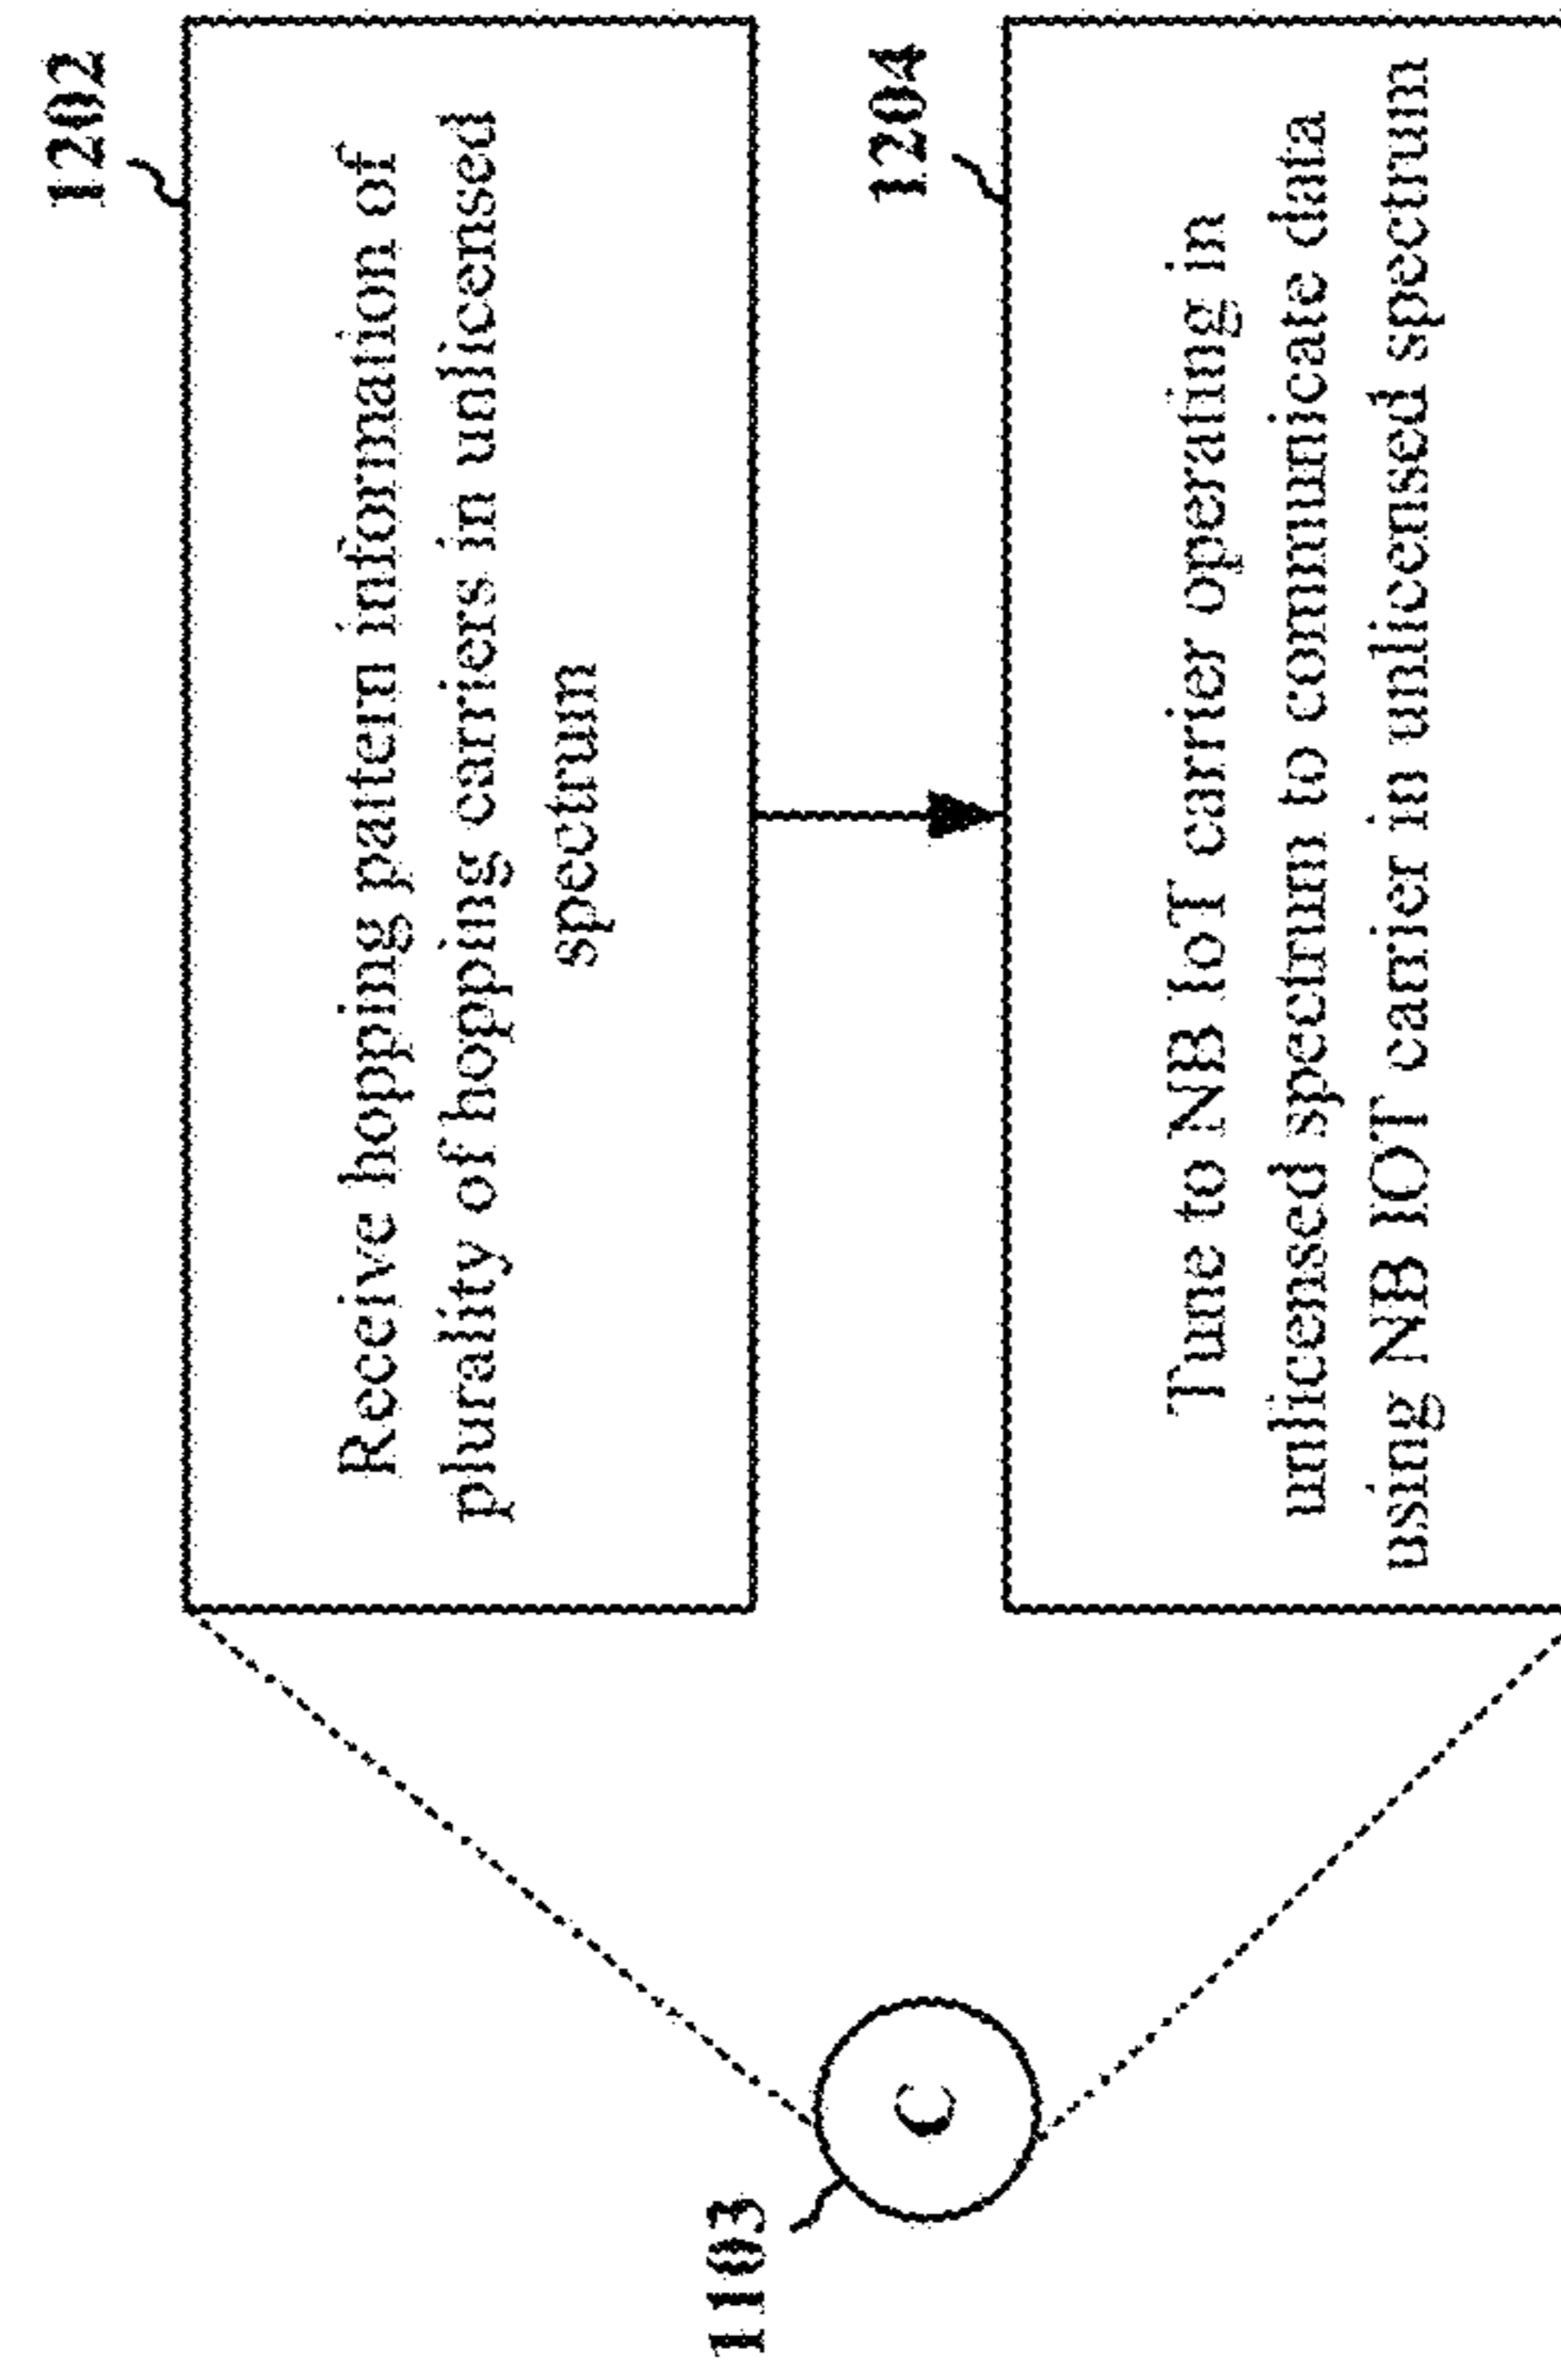 1202
Receive hopping pattern information of
plurality of hopping carriers in unlicensed
spectrum
1204
Tune to NB IoT carrier operating in
unlicensed spectrum to communicate data
using NB IOT carrier in unlicensed spectrum
1103
C